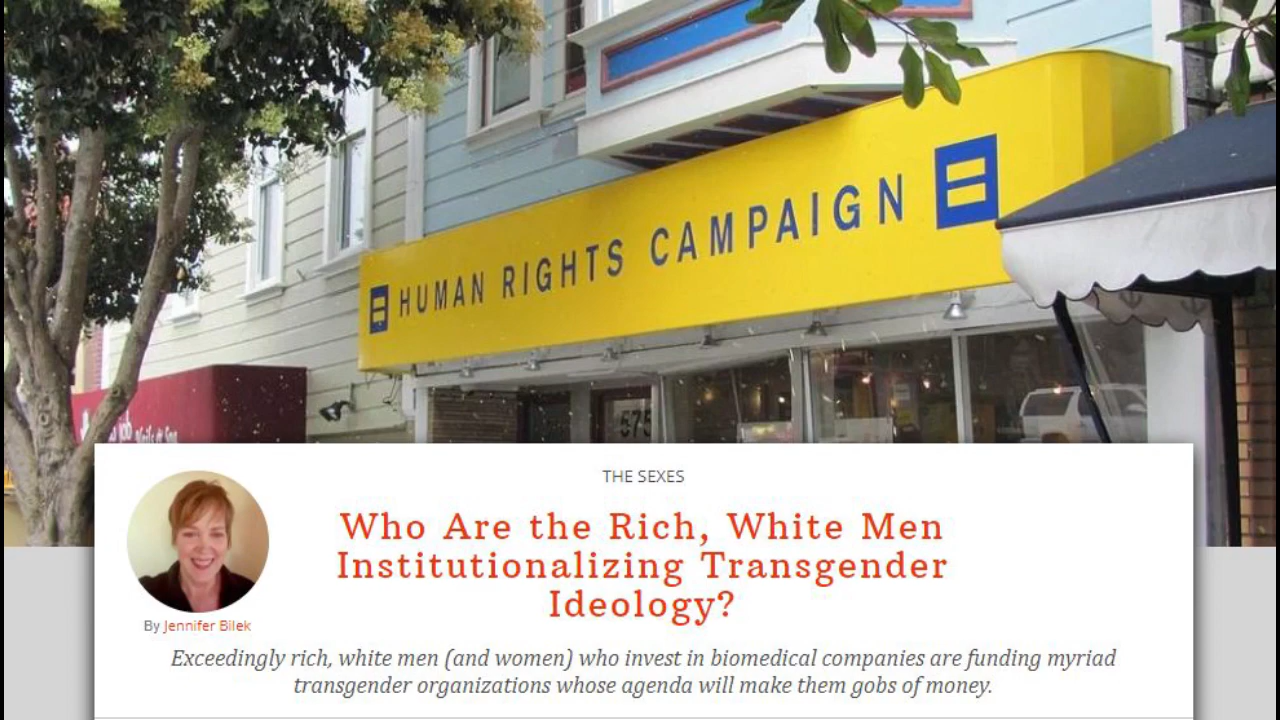 HUMAN RIGHTS CAMPAIGN
575
THE SEXES
Who Are the Rich, White Men
Institutionalizing Transgender
Ideology?
By Jennifer Bilek
Exceedingly rich, white men (and women) who invest in biomedical companies are funding myriad
transgender organizations whose agenda will make them gobs of money.